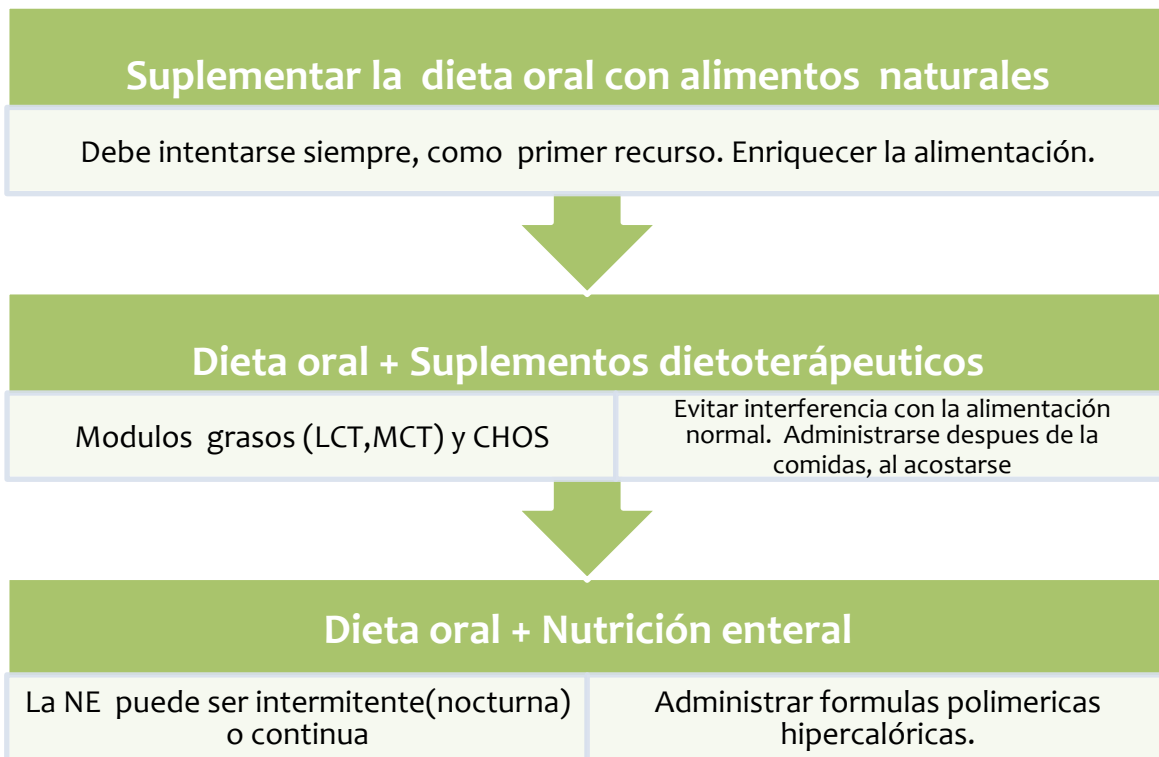 Suplementar la dieta oral con alimentos naturales
Debe intentarse siempre, como primer recurso. Enriquecer la alimentación.
Dieta oral + Suplementos dietoterápeuticos
Modulos grasos (LCT,MCT) y CHOS
Evitar interferencia con la alimentación
normal. Administrarse despues de la
comidas, al acostarse
Dieta oral + Nutrición enteral
La NE puede ser intermitente(nocturna)
o continua
Administrar formulas polimericas
hipercalóricas.